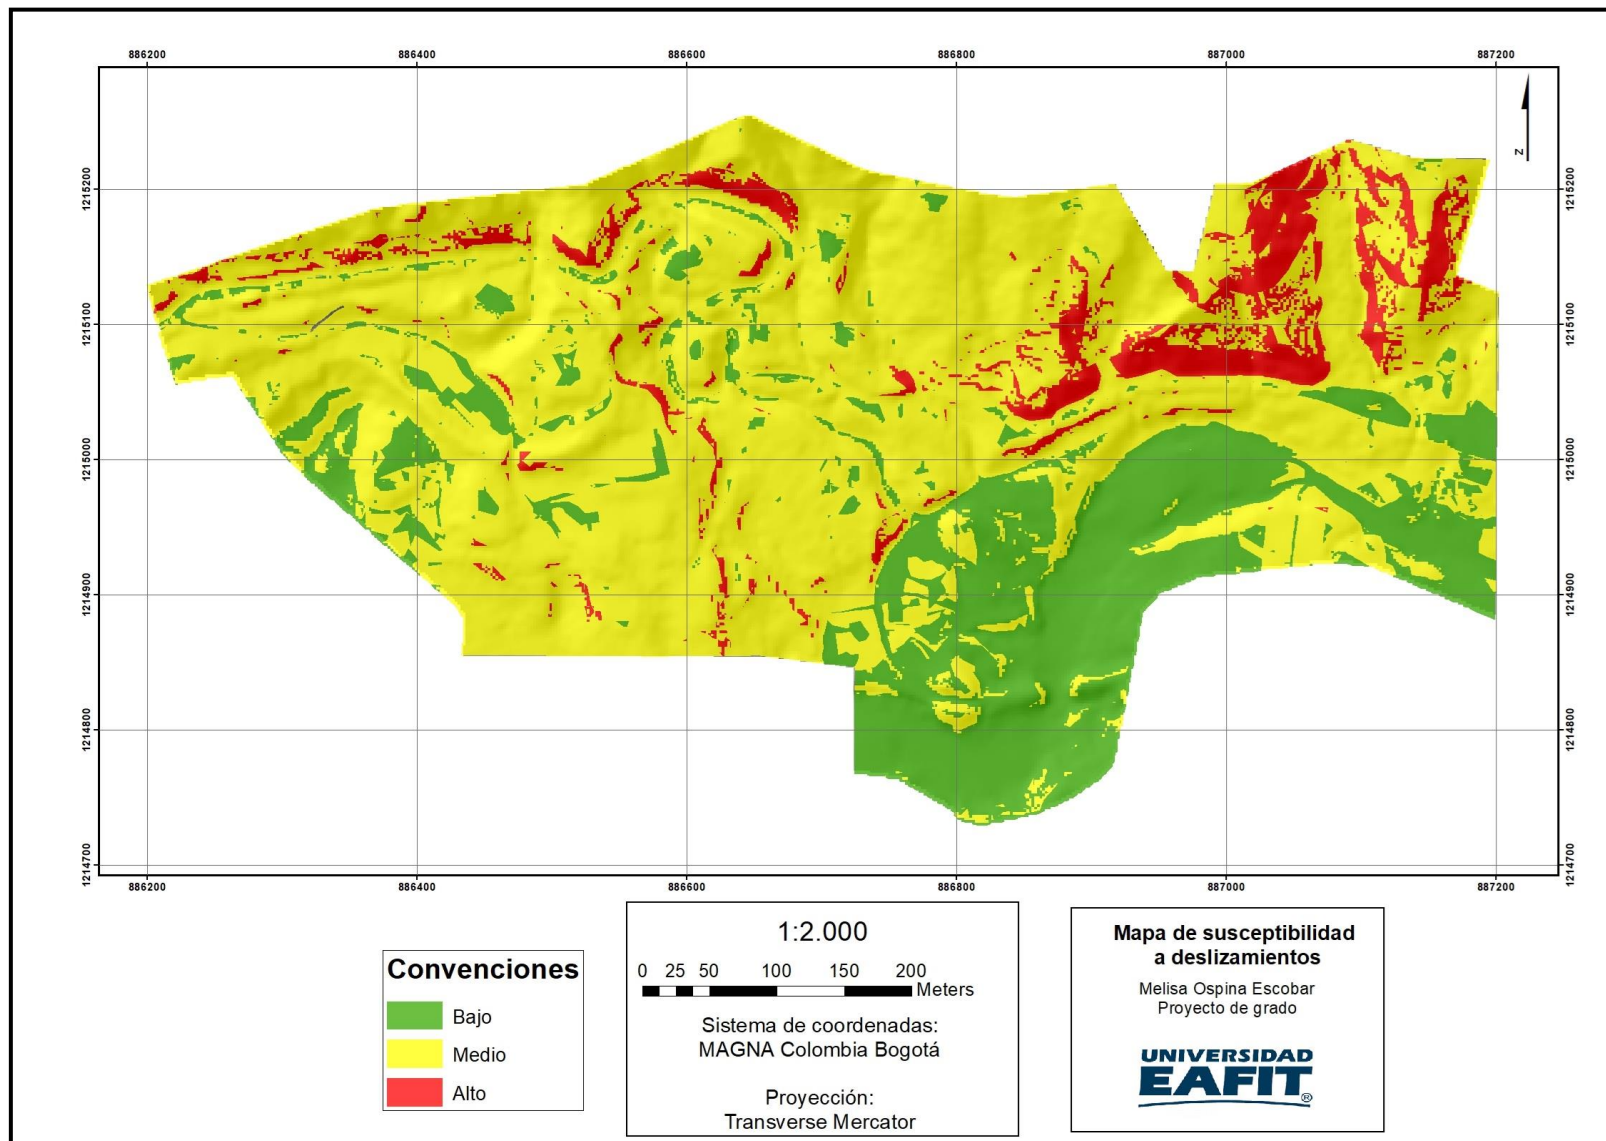 886200 886400 886600 886800 887000 887200
N
1215200 1215200
1215100 1215100
1215000 1215000
1214900 1214900
1214800 1214800
1214700 1214700
886200 886400 886600 886800 887000 887200
Convenciones
Bajo
Medio
Alto
1:2.000
0 25 50 100 150 200
Meters
Sistema de coordenadas:
MAGNA Colombia Bogotá
Proyección:
Transverse Mercator
Mapa de susceptibilidad
a deslizamientos
Melisa Ospina Escobar
Proyecto de grado
UNIVERSIDAD
EAFIT®